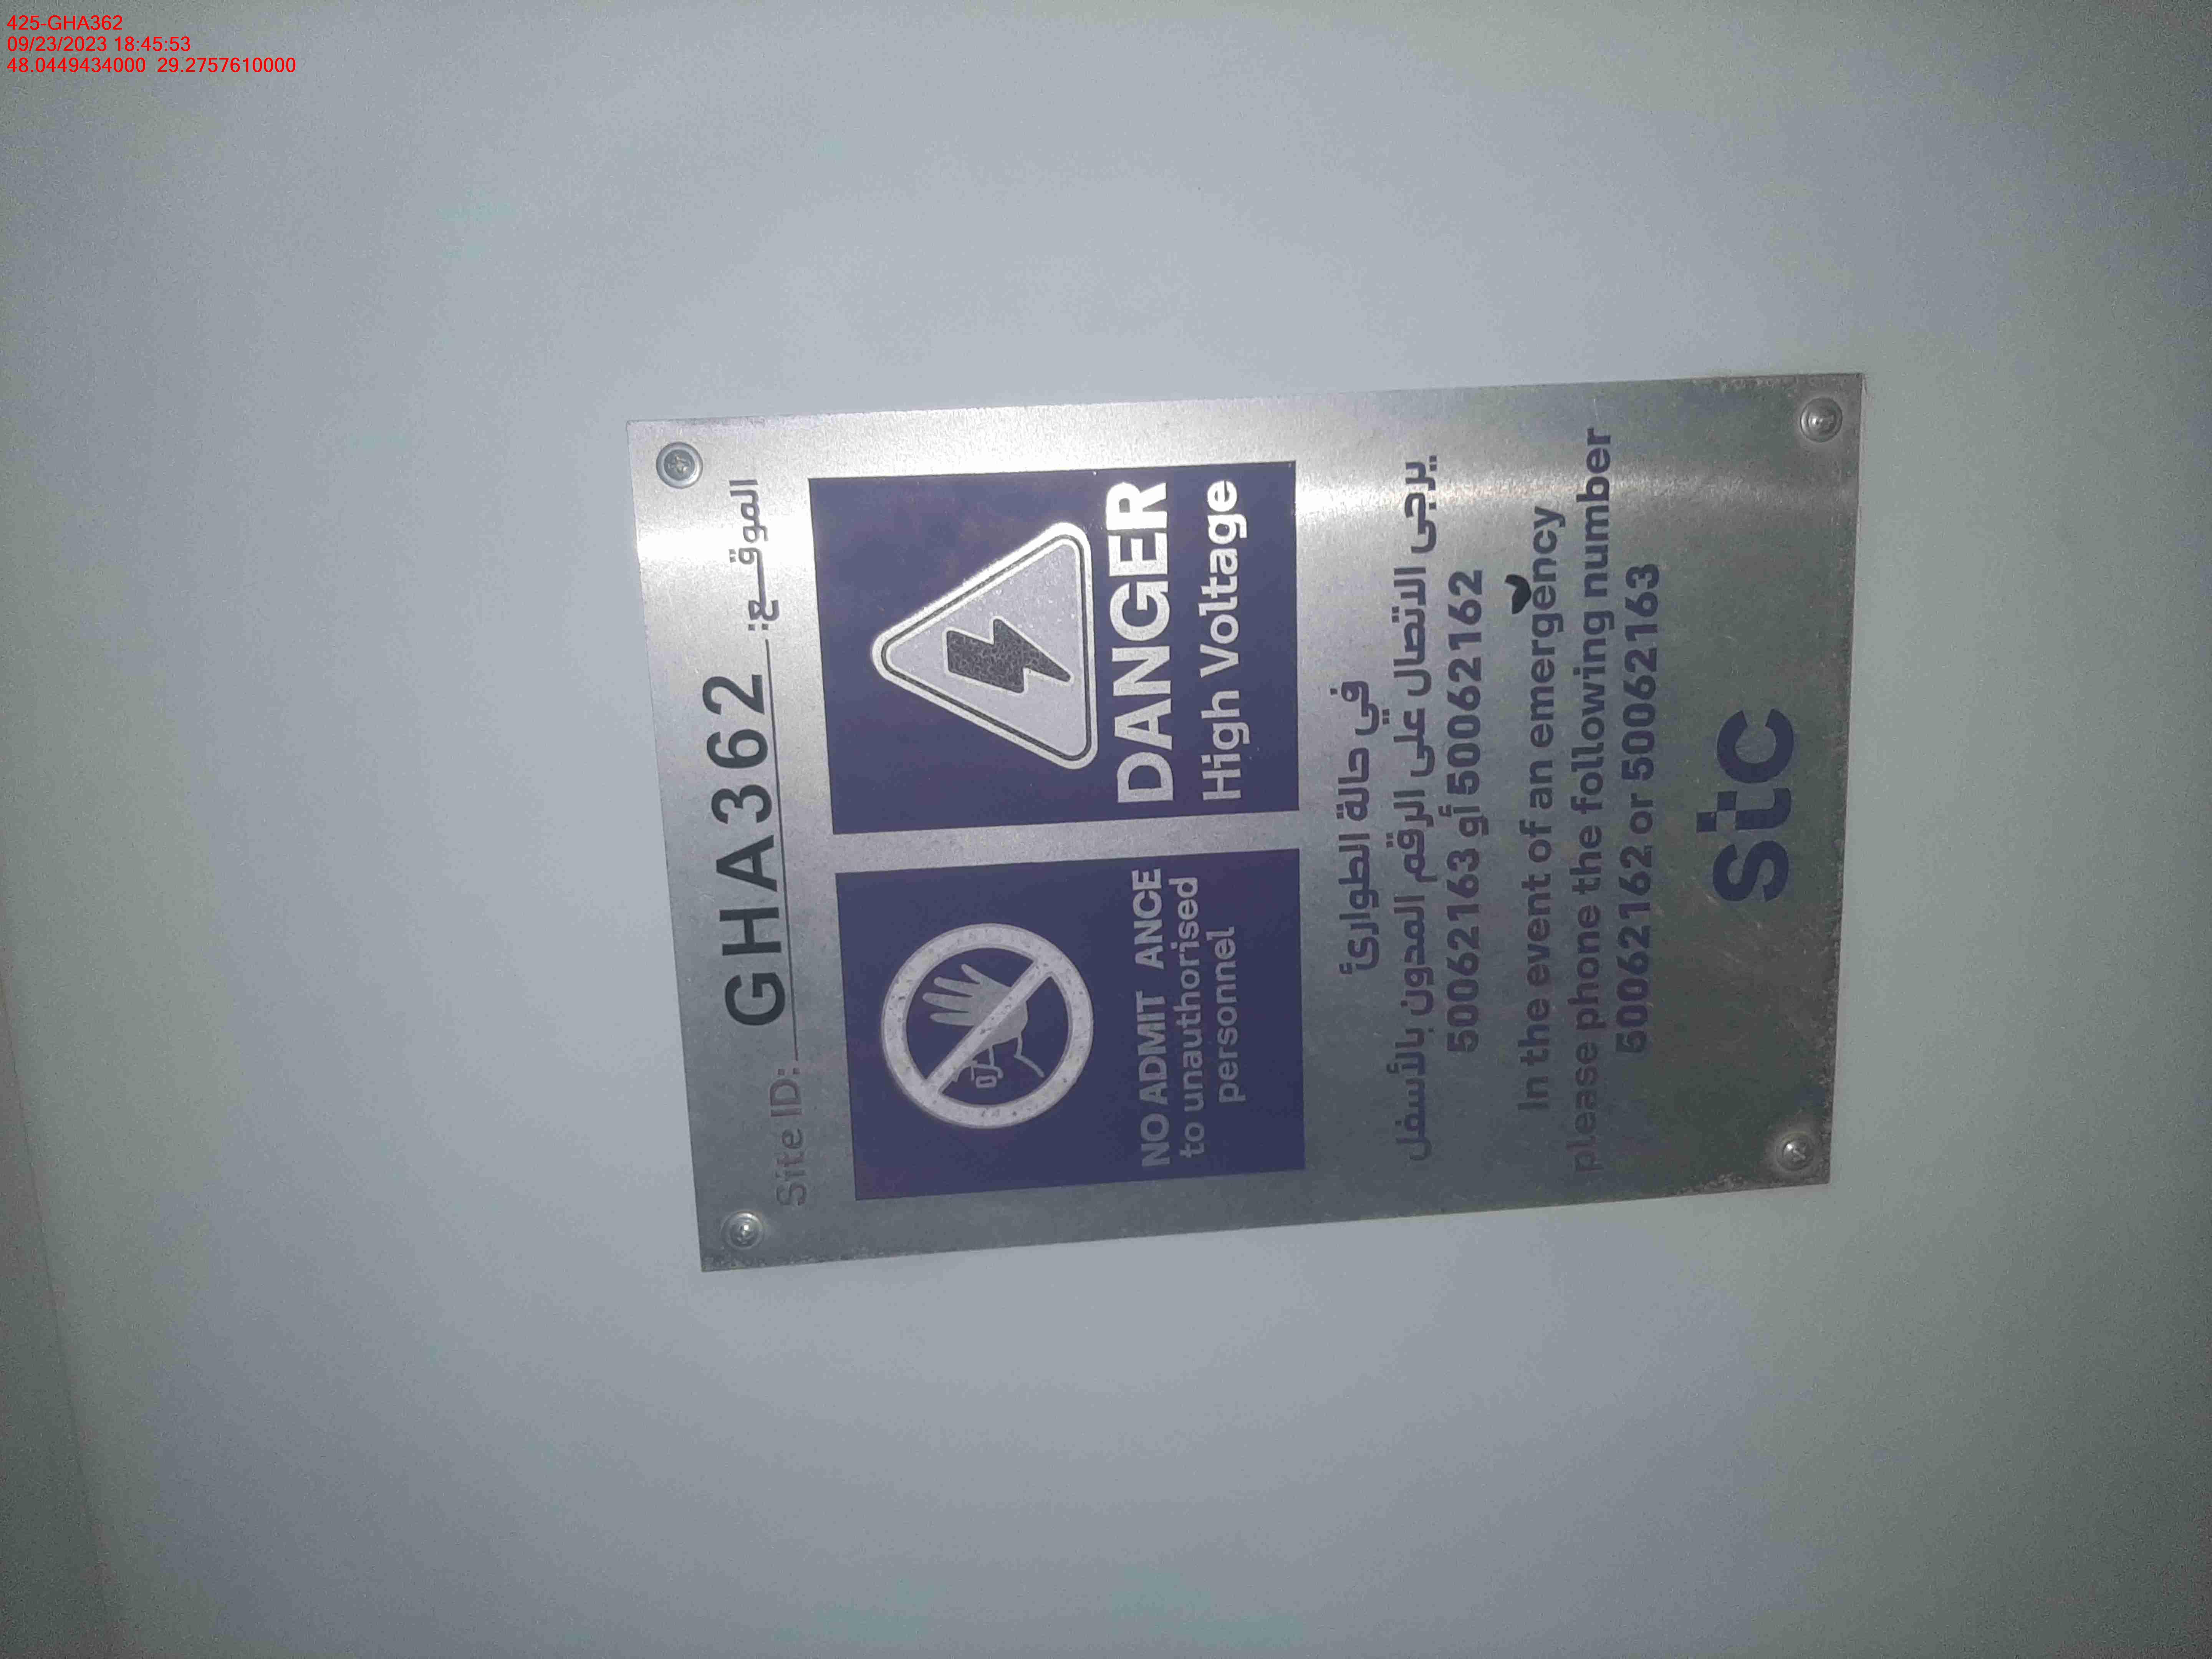 425-GHA362
09/23/2023 18:45:53
48.0449434000 29.2757610000
Site ID: GHA362 الموقـــع:
NO ADMIT ANCE
to unauthorised
personnel
DANGER
High Voltage
في حالة الطوارئ
يرجى الاتصال على الرقم المدون بالأسفل
50062163 أو 50062162
In the event of an emergency
please phone the following number
50062162 or 50062163
stc